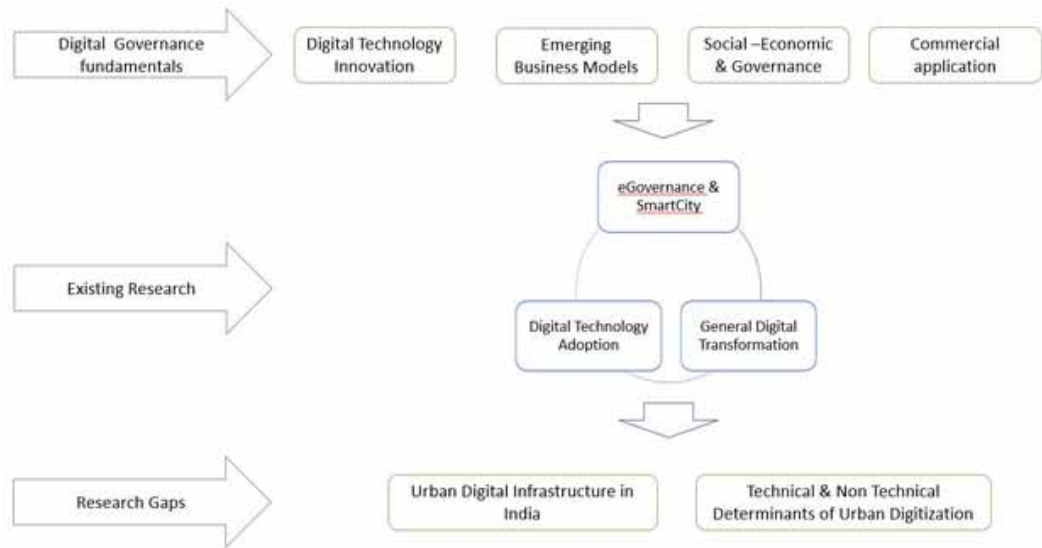 Digital Governance
fundamentals
Digital Technology
Innovation
Emerging
Business Models
Social –Economic
& Governance
Commercial
application
eGovernance &
SmartCity
Existing Research
Digital Technology
Adoption
General Digital
Transformation
Research Gaps
Urban Digital Infrastructure in
India
Technical & Non Technical
Determinants of Urban Digitization